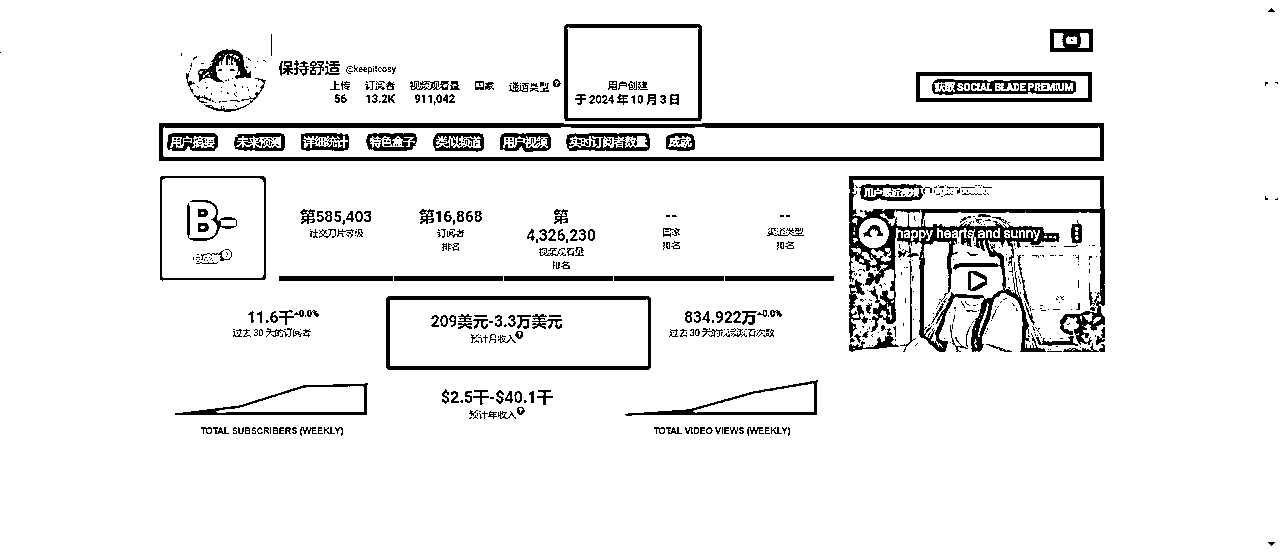 保持舒适 @keepitcosy
上传 订阅者 视频观看量 国家 通道类型 用户创建
56 13.2K 911,042 于 2024 年 10 月 3 日
获取 SOCIAL BLADE PREMIUM
用户摘要 未来预测 详细统计 特色盒子 类似频道 用户视频 实时订阅者数量 成就
B-
第585,403
社交刀片等级
第16,868
订阅者
排名
第
4,326,230
视频观看量
排名
--
国家
排名
--
渠道类型
排名
用户最近视频
happy hearts and sunny ...
11.6千 0.0%
过去 30 天的订阅者
209美元-3.3万美元
预计月收入
834.922万 0.0%
过去 30 天的视频观看次数
$2.5千-$40.1千
预计年收入
TOTAL SUBSCRIBERS (WEEKLY)
TOTAL VIDEO VIEWS (WEEKLY)